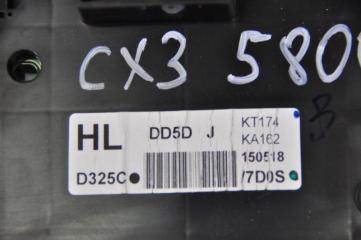 CX3 580
HL DD5D J KT174
KA162
150518
D325C /7D0S
B